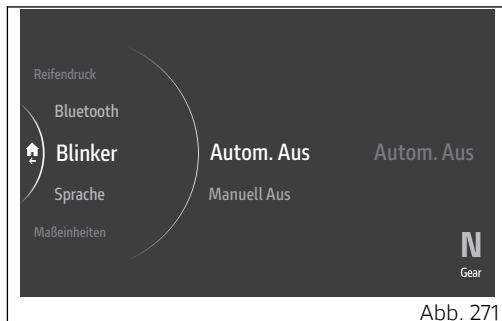 Reifendruck
Bluetooth
Blinker Autom. Aus Autom. Aus
Sprache Manuell Aus
Maßeinheiten
N
Gear
Abb. 271